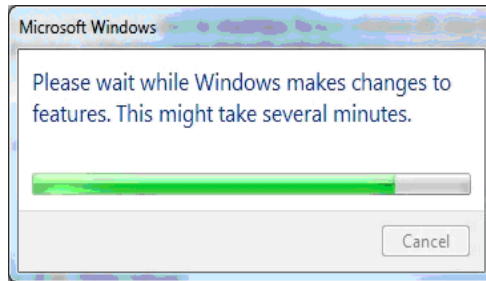 Microsoft Windows
Please wait while Windows makes changes to
features. This might take several minutes.
Cancel